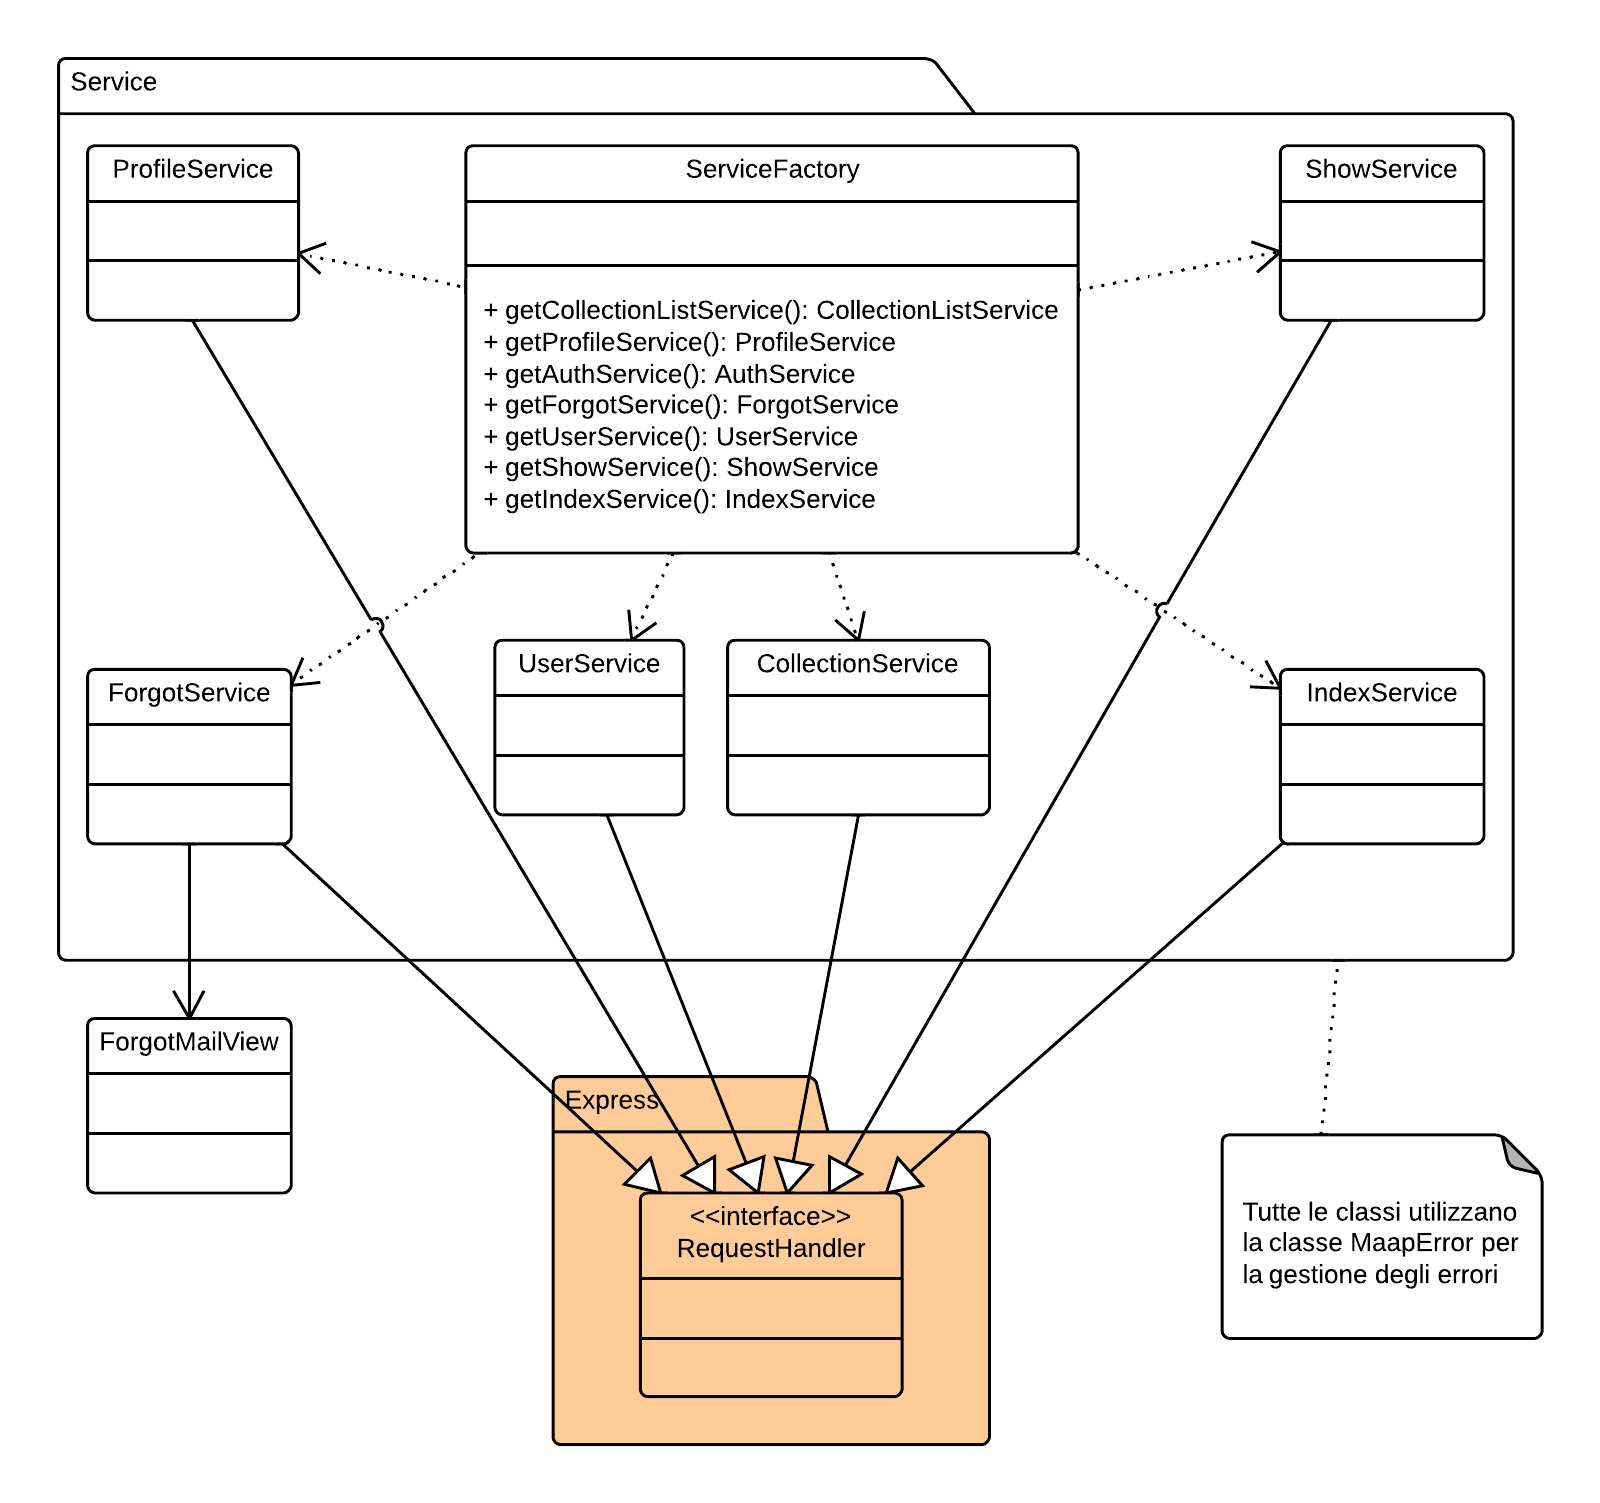 Service
ProfileService
ServiceFactory
ShowService
+ getCollectionListService(): CollectionListService
+ getProfileService(): ProfileService
+ getAuthService(): AuthService
+ getForgotService(): ForgotService
+ getUserService(): UserService
+ getShowService(): ShowService
+ getIndexService(): IndexService
ForgotService
UserService
CollectionService
IndexService
ForgotMailView
Express
<<interface>>
RequestHandler
Tutte le classi utilizzano
la classe MaapError per
la gestione degli errori